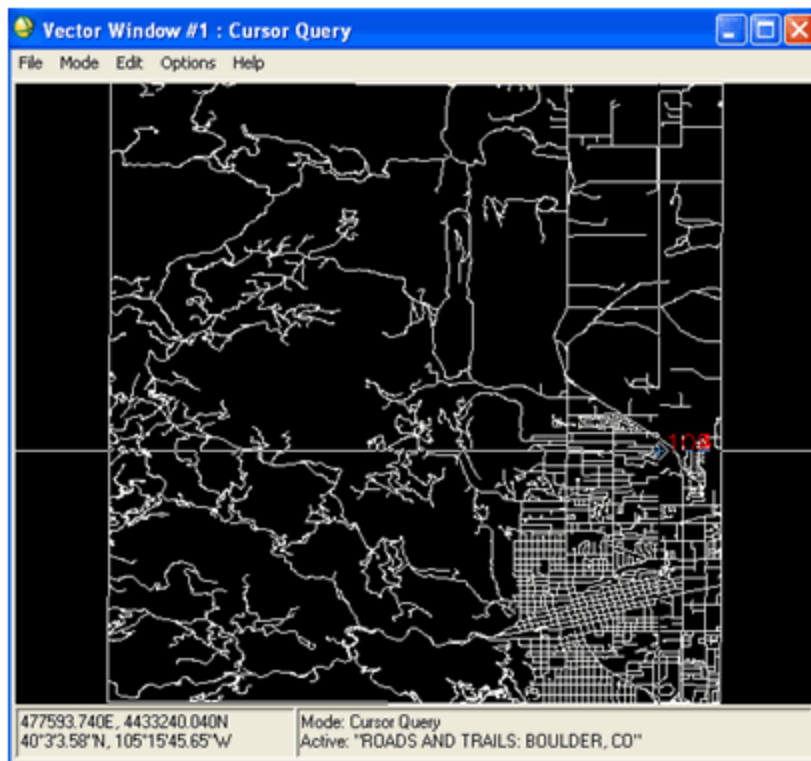 Vector Window #1 : Cursor Query
File Mode Edit Options Help
477593.740E, 4433240.040N
40°3'3.58"N, 105°15'45.65"W
Mode: Cursor Query
Active: "ROADS AND TRAILS: BOULDER, CO"